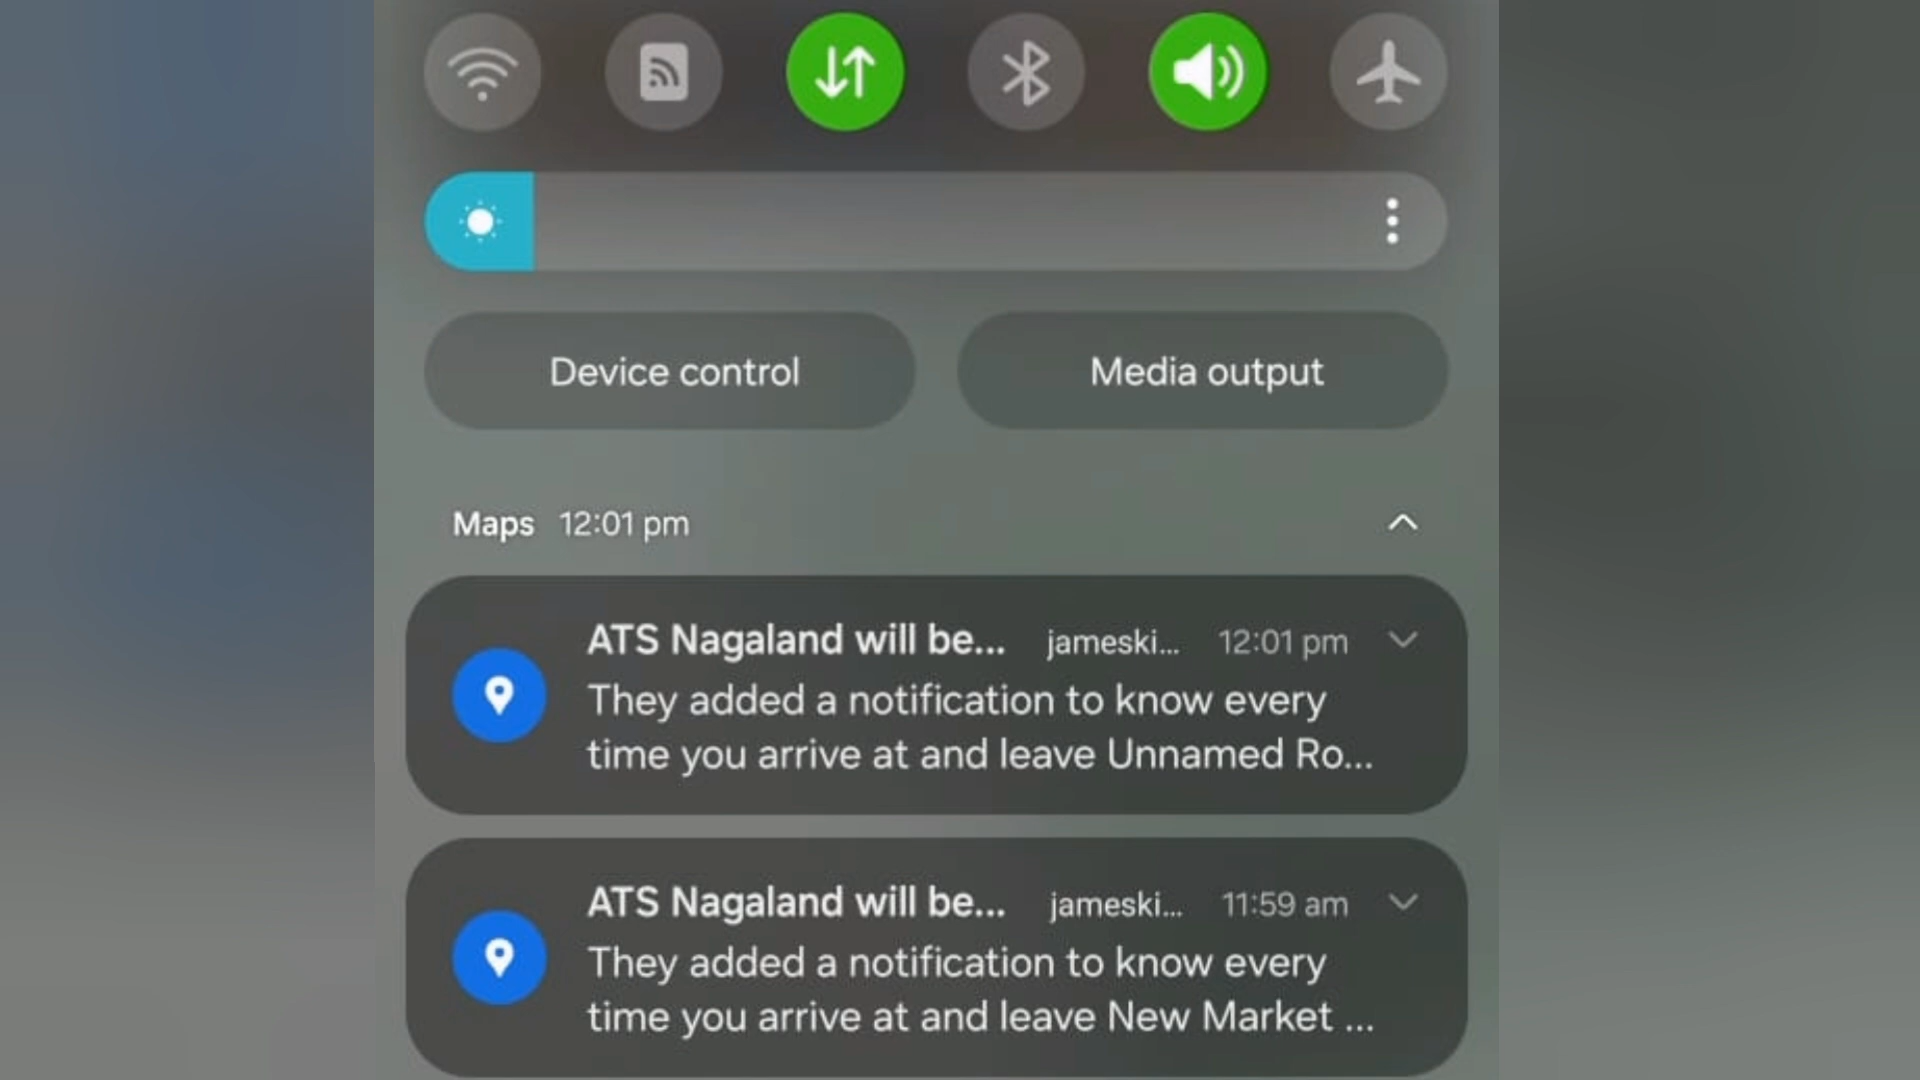 Device control
Media output
Maps 12:01 pm
ATS Nagaland will be... jameski... 12:01 pm
They added a notification to know every
time you arrive at and leave Unnamed Ro...
ATS Nagaland will be... jameski... 11:59 am
They added a notification to know every
time you arrive at and leave New Market ...